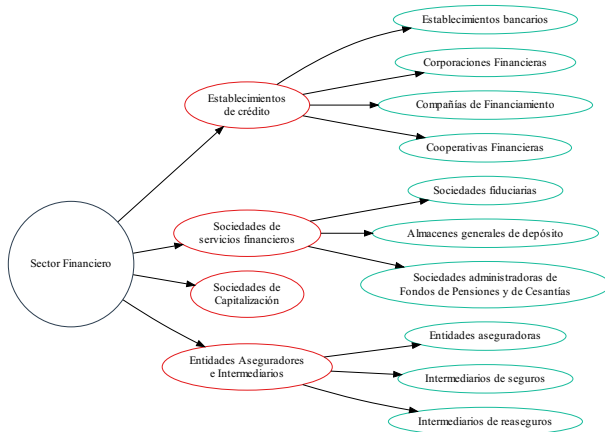 Sector Financiero
Establecimientos
de crédito
Establecimientos bancarios
Corporaciones Financieras
Compañías de Financiamiento
Cooperativas Financieras
Sociedades de
servicios financieros
Sociedades fiduciarias
Almacenes generales de depósito
Sociedades administradoras de
Fondos de Pensiones y de Cesantías
Sociedades de
Capitalización
Entidades Aseguradores
e Intermediarios
Entidades aseguradoras
Intermediarios de seguros
Intermediarios de reaseguros